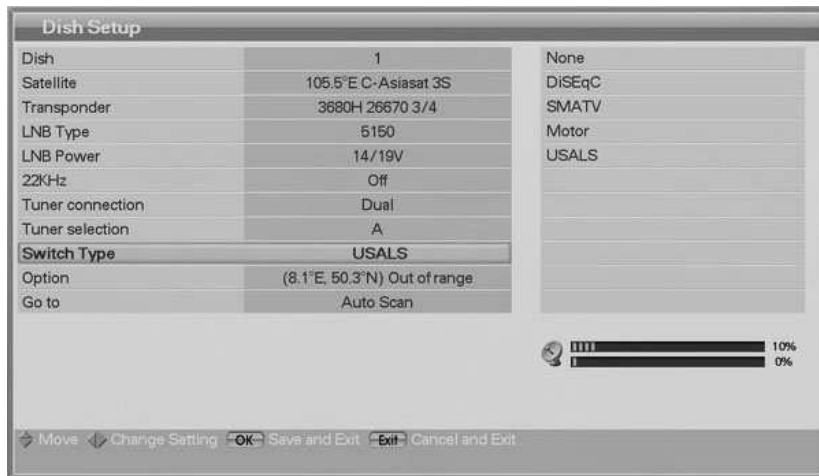 Dish Setup
Dish 1
Satellite 105.5°E C-Asiasat 3S
Transponder 3680H 26670 3/4
LNB Type 5150
LNB Power 14/19V
22KHz Off
Tuner connection Dual
Tuner selection A
Switch Type USALS
Option (8.1°E, 50.3°N) Out of range
Go to Auto Scan
None
DiSEqC
SMATV
Motor
USALS
10%
0%
Move Change Setting OK Save and Exit Exit Cancel and Exit